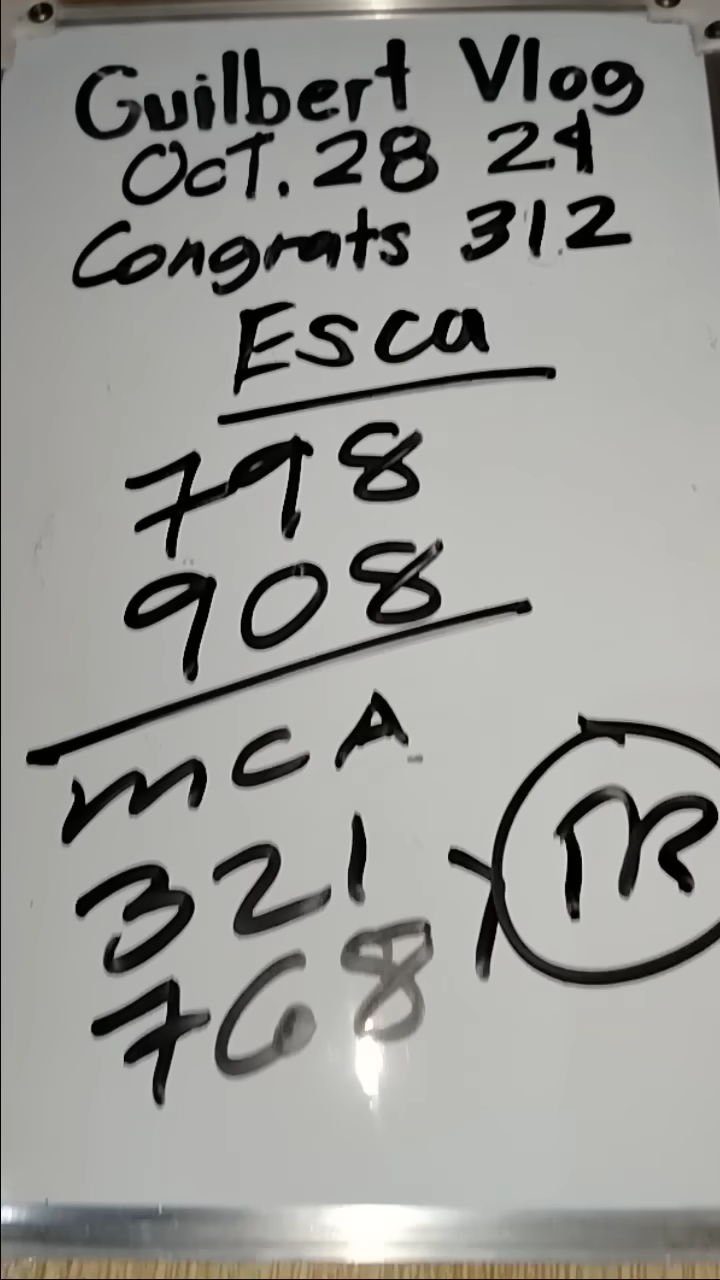 Guilbert Vlog
Oct. 28 24
Congrats 312
Esca
798
908
mCA
321
768